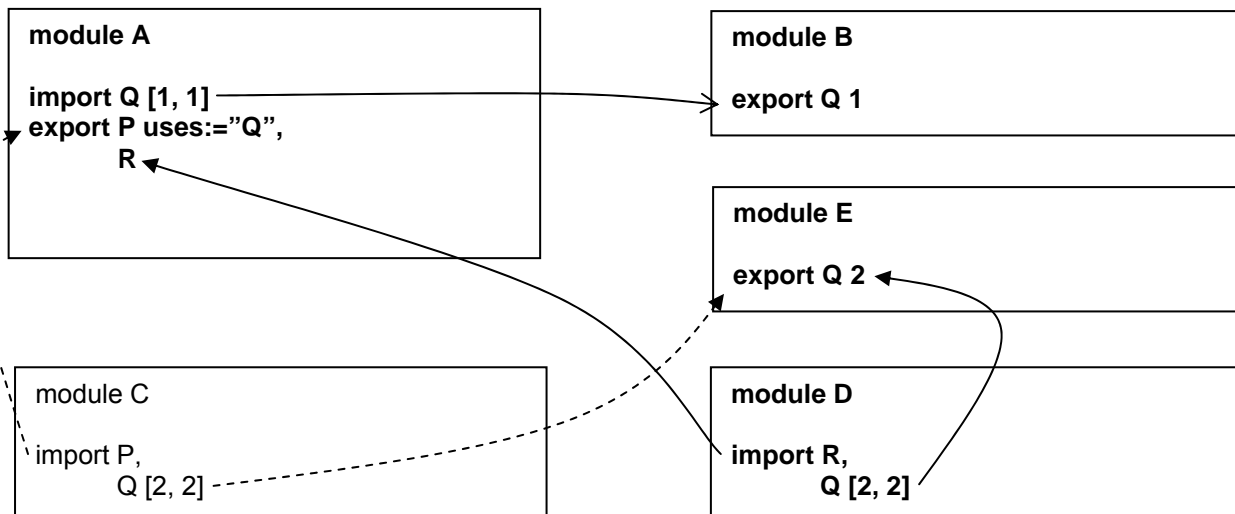 module A
import Q [1, 1]
export P uses:=”Q”,
R
module B
export Q 1
module E
export Q 2
module C
import P,
Q [2, 2]
module D
import R,
Q [2, 2]